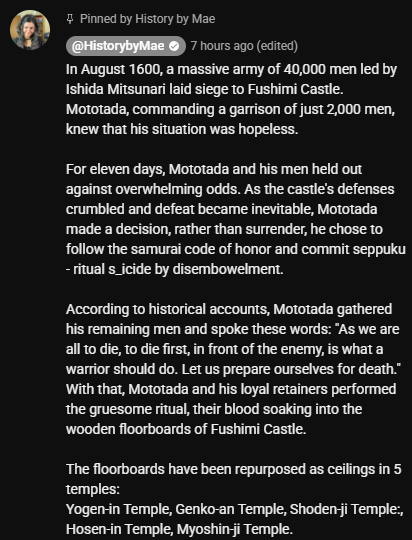 Pinned by History by Mae
@HistorybyMae 7 hours ago (edited)
In August 1600, a massive army of 40,000 men led by
Ishida Mitsunari laid siege to Fushimi Castle.
Mototada, commanding a garrison of just 2,000 men,
knew that his situation was hopeless.
For eleven days, Mototada and his men held out
against overwhelming odds. As the castle's defenses
crumbled and defeat became inevitable, Mototada
made a decision, rather than surrender, he chose to
follow the samurai code of honor and commit seppuku
- ritual s_icide by disembowelment.
According to historical accounts, Mototada gathered
his remaining men and spoke these words: "As we are
all to die, to die first, in front of the enemy, is what a
warrior should do. Let us prepare ourselves for death."
With that, Mototada and his loyal retainers performed
the gruesome ritual, their blood soaking into the
wooden floorboards of Fushimi Castle.
The floorboards have been repurposed as ceilings in 5
temples:
Yogen-in Temple, Genko-an Temple, Shoden-ji Temple:,
Hosen-in Temple, Myoshin-ji Temple.